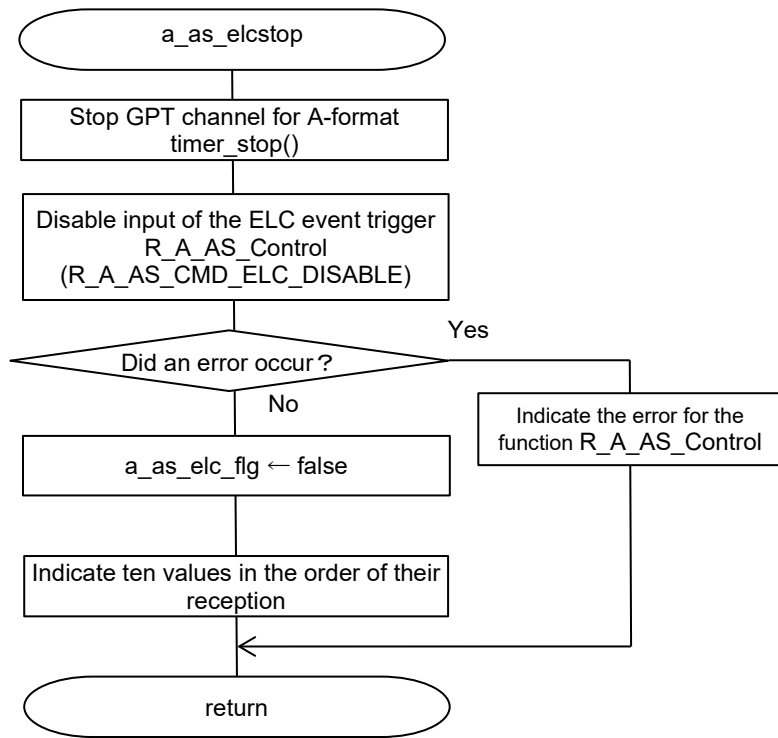 a_as_elcstop
Stop GPT channel for A-format
timer_stop()
Disable input of the ELC event trigger
R_A_AS_Control
(R_A_AS_CMD_ELC_DISABLE)
Yes
Did an error occur？
No
Indicate the error for the
function R_A_AS_Control
a_as_elc_flg ← false
Indicate ten values in the order of their
reception
return